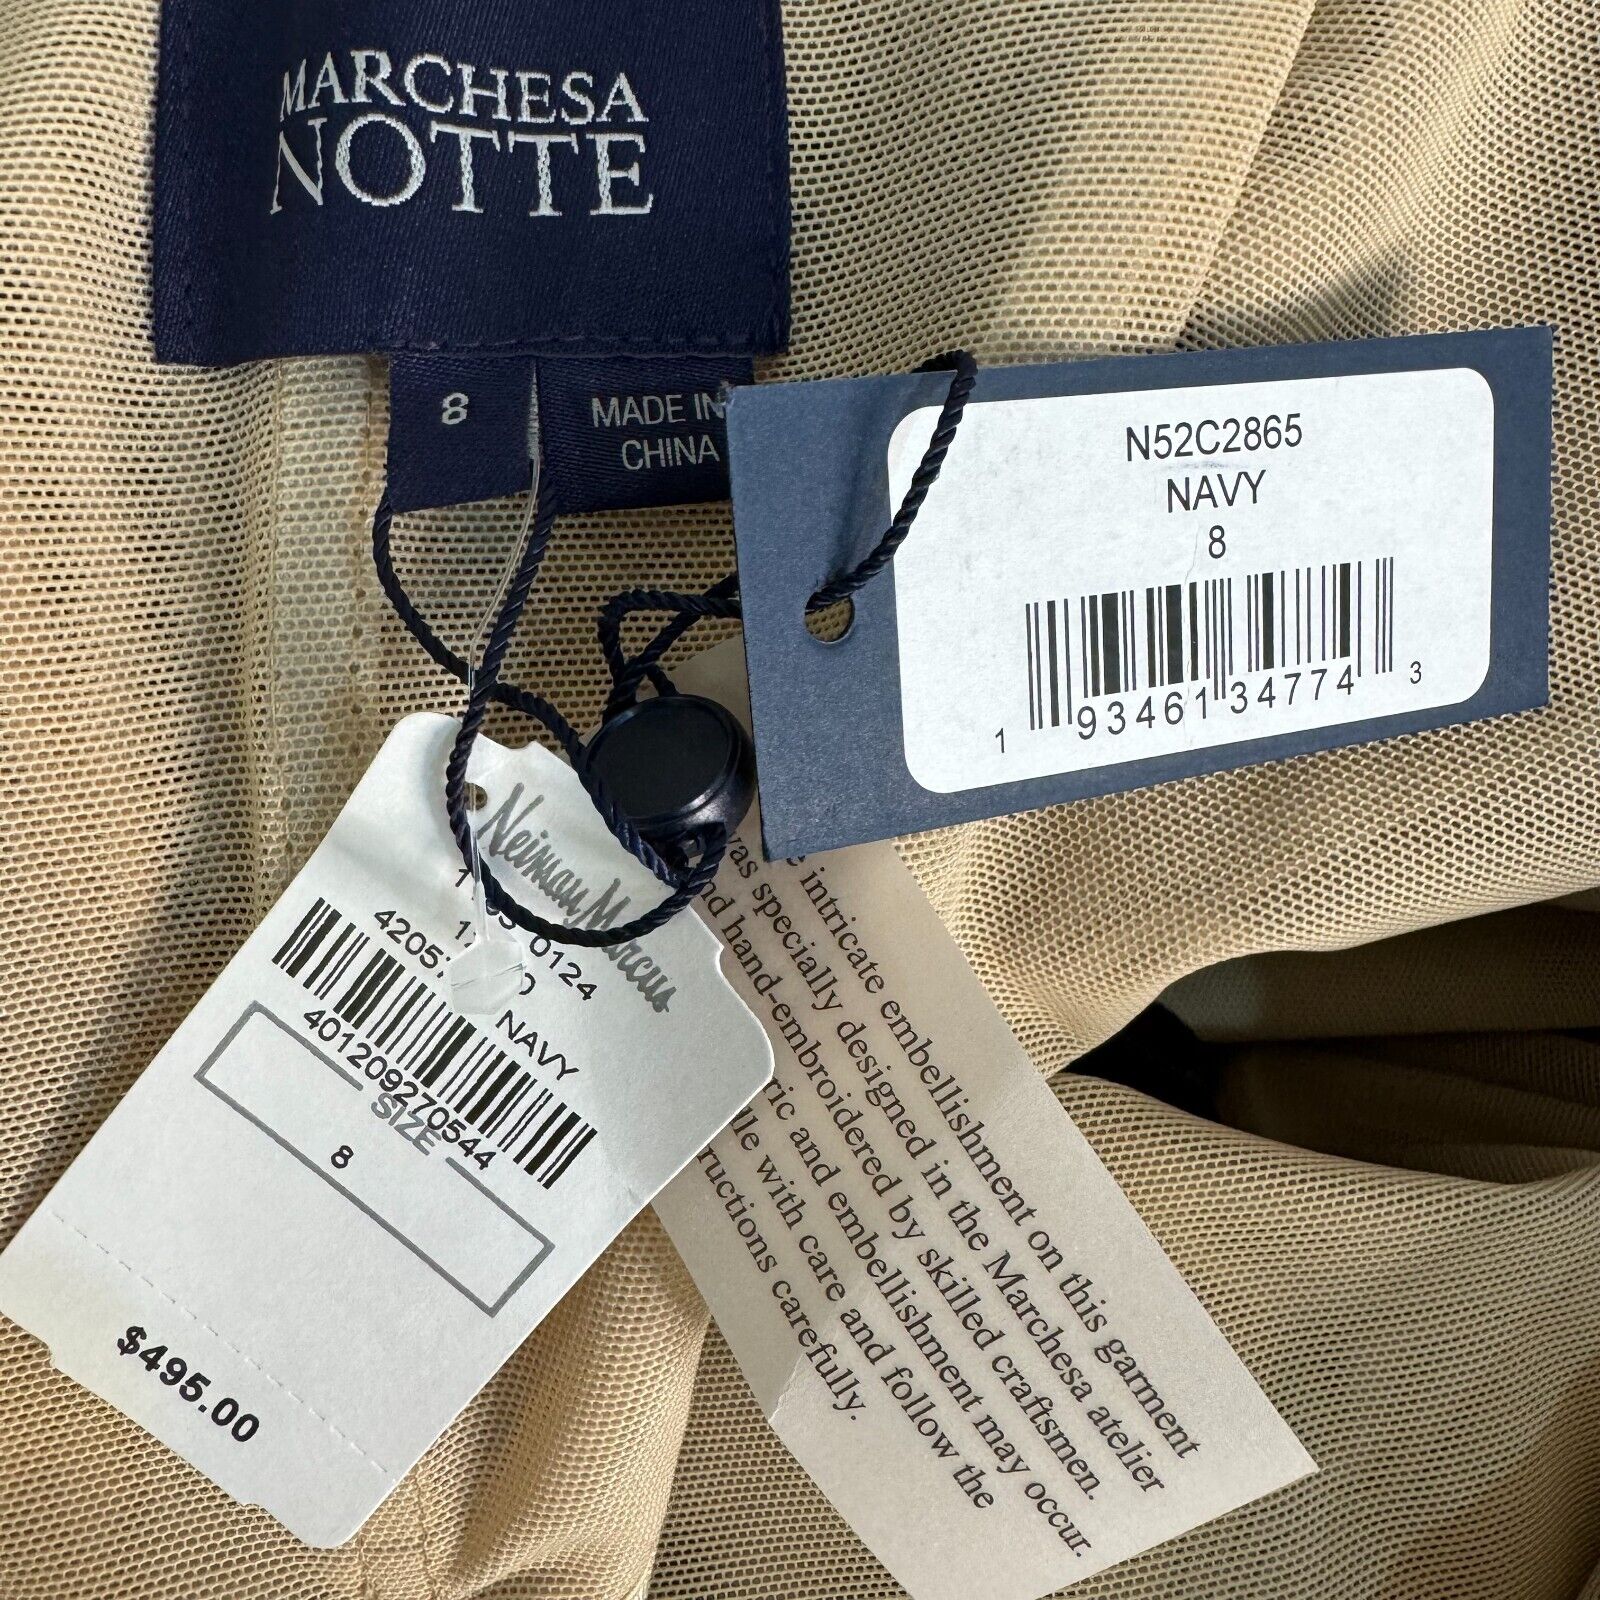 MARCHESA
NOTTE
8
MADE IN
CHINA
N52C2865
NAVY
8
1 93461 34774 3
Neiman Marcus
0124
NAVY
401209270544
SIZE
8
$495.00
intricate embellishment on this garment
was specially designed in the Marchesa atelier
and hand-embroidered by skilled craftsmen.
and embellishment may occur.
with care and follow the
carefully.